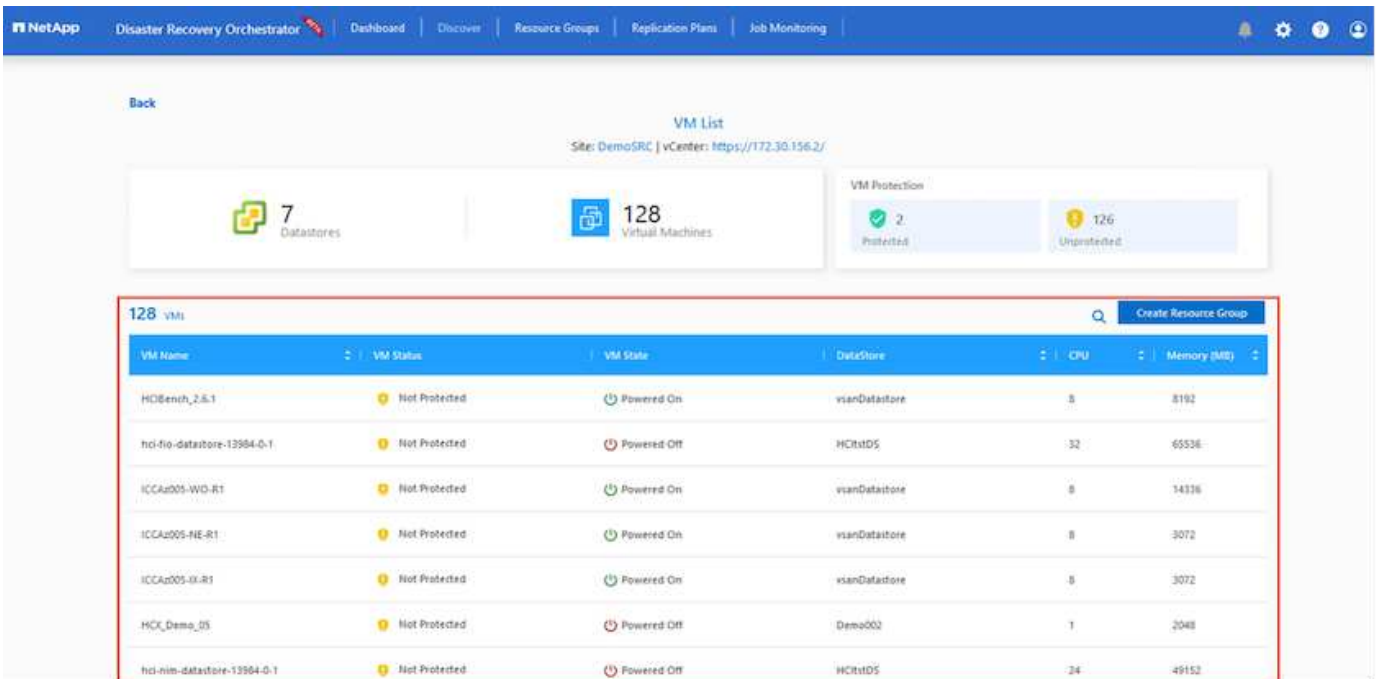 NetApp Disaster Recovery Orchestrator Dashboard Discover Resource Groups Replication Plans Job Monitoring
Back
VM List
Site: DemoSRC | vCenter: https://172.30.156.2/
VM Protection
7 Datastores
128 Virtual Machines
2 Protected
126 Unprotected
128 VMs Create Resource Group
VM Name VM Status VM State DataStore CPU Memory (MB)
HCIBench_2.6.1 Not Protected Powered On vsanDatastore 8 8192
hci-fio-datastore-13984-0-1 Not Protected Powered Off HCItstDS 32 65536
ICCAz005-WO-R1 Not Protected Powered On vsanDatastore 8 14336
ICCAz005-NE-R1 Not Protected Powered On vsanDatastore 8 3072
ICCAz005-IX-R1 Not Protected Powered On vsanDatastore 8 3072
HCX_Demo_05 Not Protected Powered Off Demo002 1 2048
hci-nim-datastore-13984-0-1 Not Protected Powered Off HCItstDS 24 49152